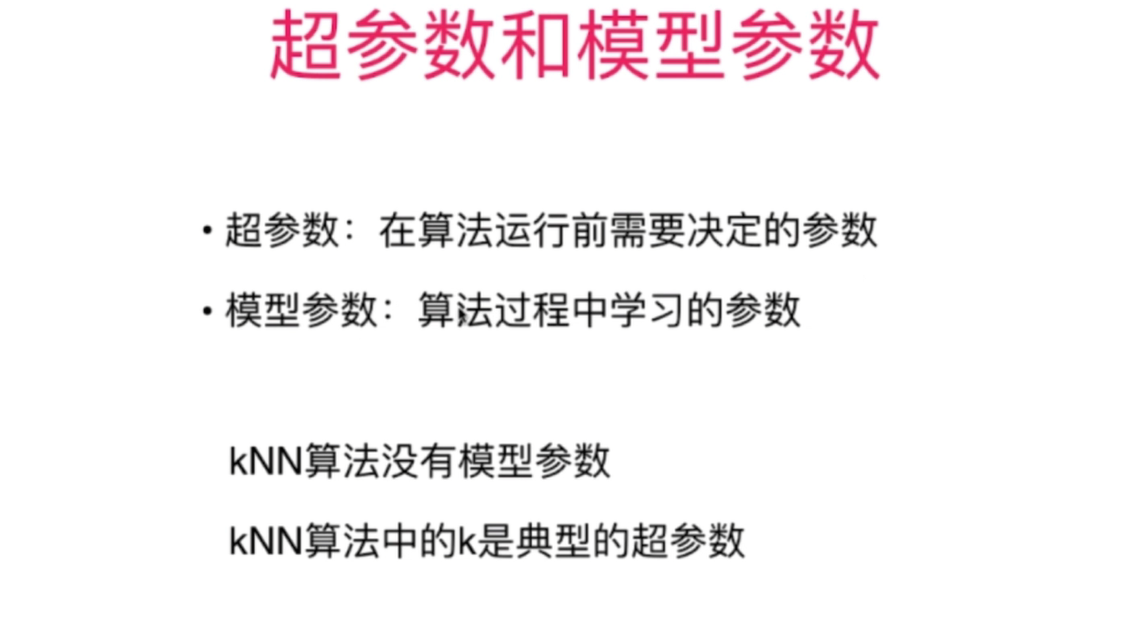 超参数和模型参数
• 超参数：在算法运行前需要决定的参数
• 模型参数：算法过程中学习的参数
kNN算法没有模型参数
kNN算法中的k是典型的超参数